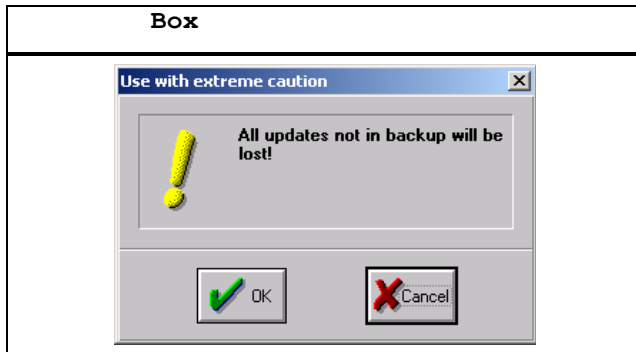 Box
Use with extreme caution
All updates not in backup will be
lost!
OK
Cancel